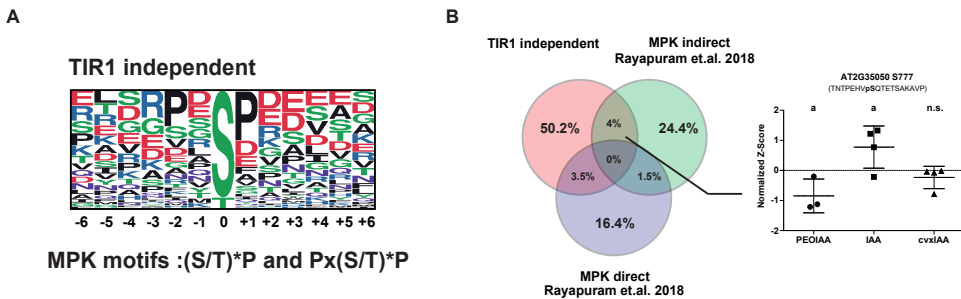 A
TIR1 independent
-6 -5 -4 -3 -2 -1 0 +1 +2 +3 +4 +5 +6
MPK motifs :(S/T)*P and Px(S/T)*P
B
TIR1 independent
MPK indirect
Rayapuram et.al. 2018
50.2%
4%
24.4%
0%
3.5%
1.5%
16.4%
MPK direct
Rayapuram et.al. 2018
AT2G35050 S777
(TNTPEHVpSQTETSAKAVP)
a a n.s.
Normalized Z-Score
2
1
0
-1
-2
PEOIAA IAA cvxIAA